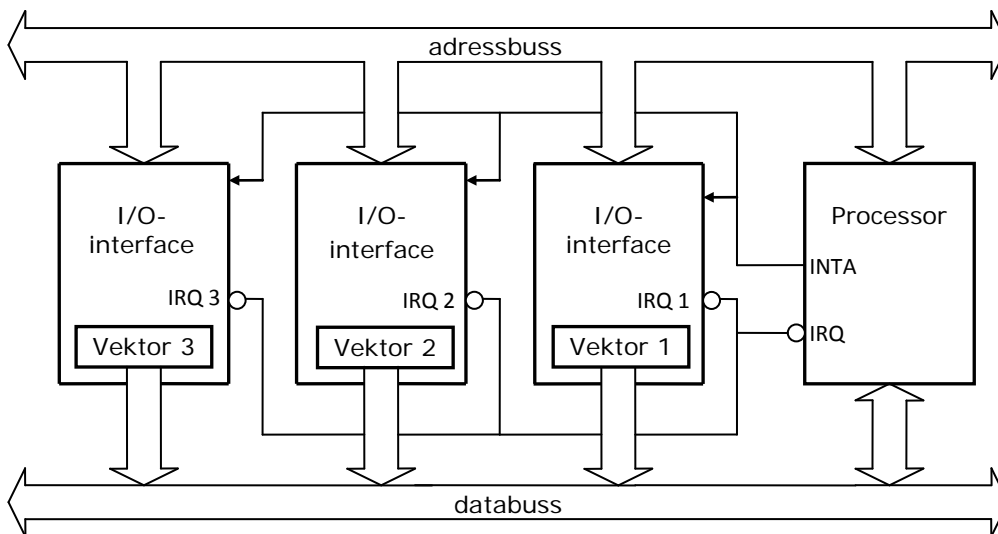 adressbuss
I/O-
interface
IRQ 3
Vektor 3
I/O-
interface
IRQ 2
Vektor 2
I/O-
interface
IRQ 1
Vektor 1
Processor
INTA
IRQ
databuss